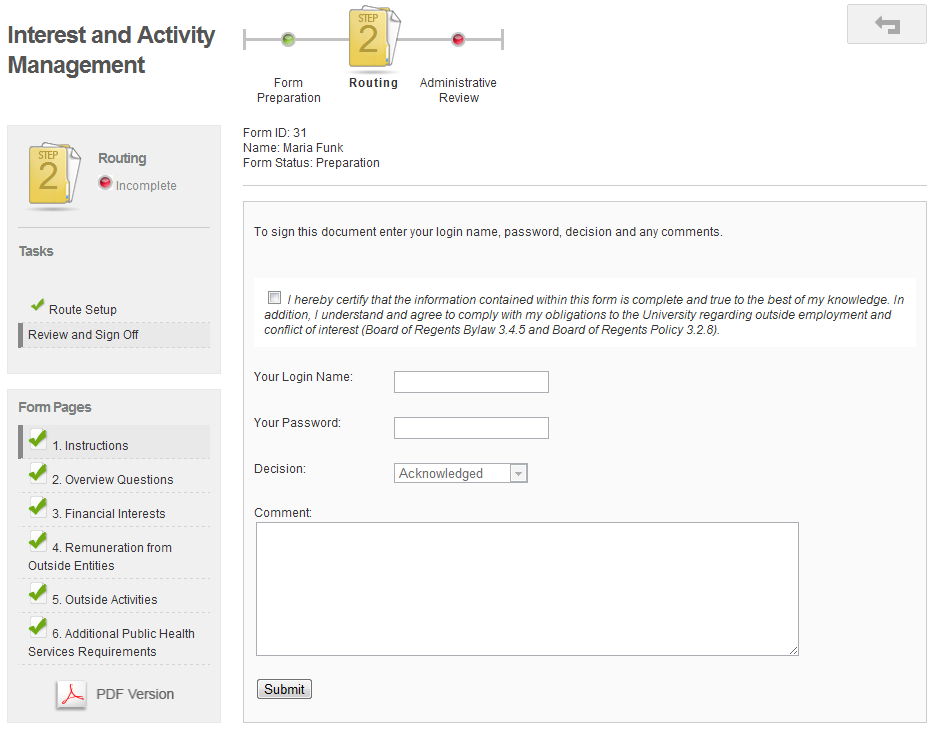 Interest and Activity
Management
STEP
2
Form
Preparation
Routing
Administrative
Review
Form ID: 31
Name: Maria Funk
Form Status: Preparation
STEP
2
Routing
Incomplete
Tasks
Route Setup
Review and Sign Off
Form Pages
1. Instructions
2. Overview Questions
3. Financial Interests
4. Remuneration from
Outside Entities
5. Outside Activities
6. Additional Public Health
Services Requirements
PDF Version
To sign this document enter your login name, password, decision and any comments.
I hereby certify that the information contained within this form is complete and true to the best of my knowledge. In
addition, I understand and agree to comply with my obligations to the University regarding outside employment and
conflict of interest (Board of Regents Bylaw 3.4.5 and Board of Regents Policy 3.2.8).
Your Login Name:
Your Password:
Decision:
Acknowledged
Comment:
Submit